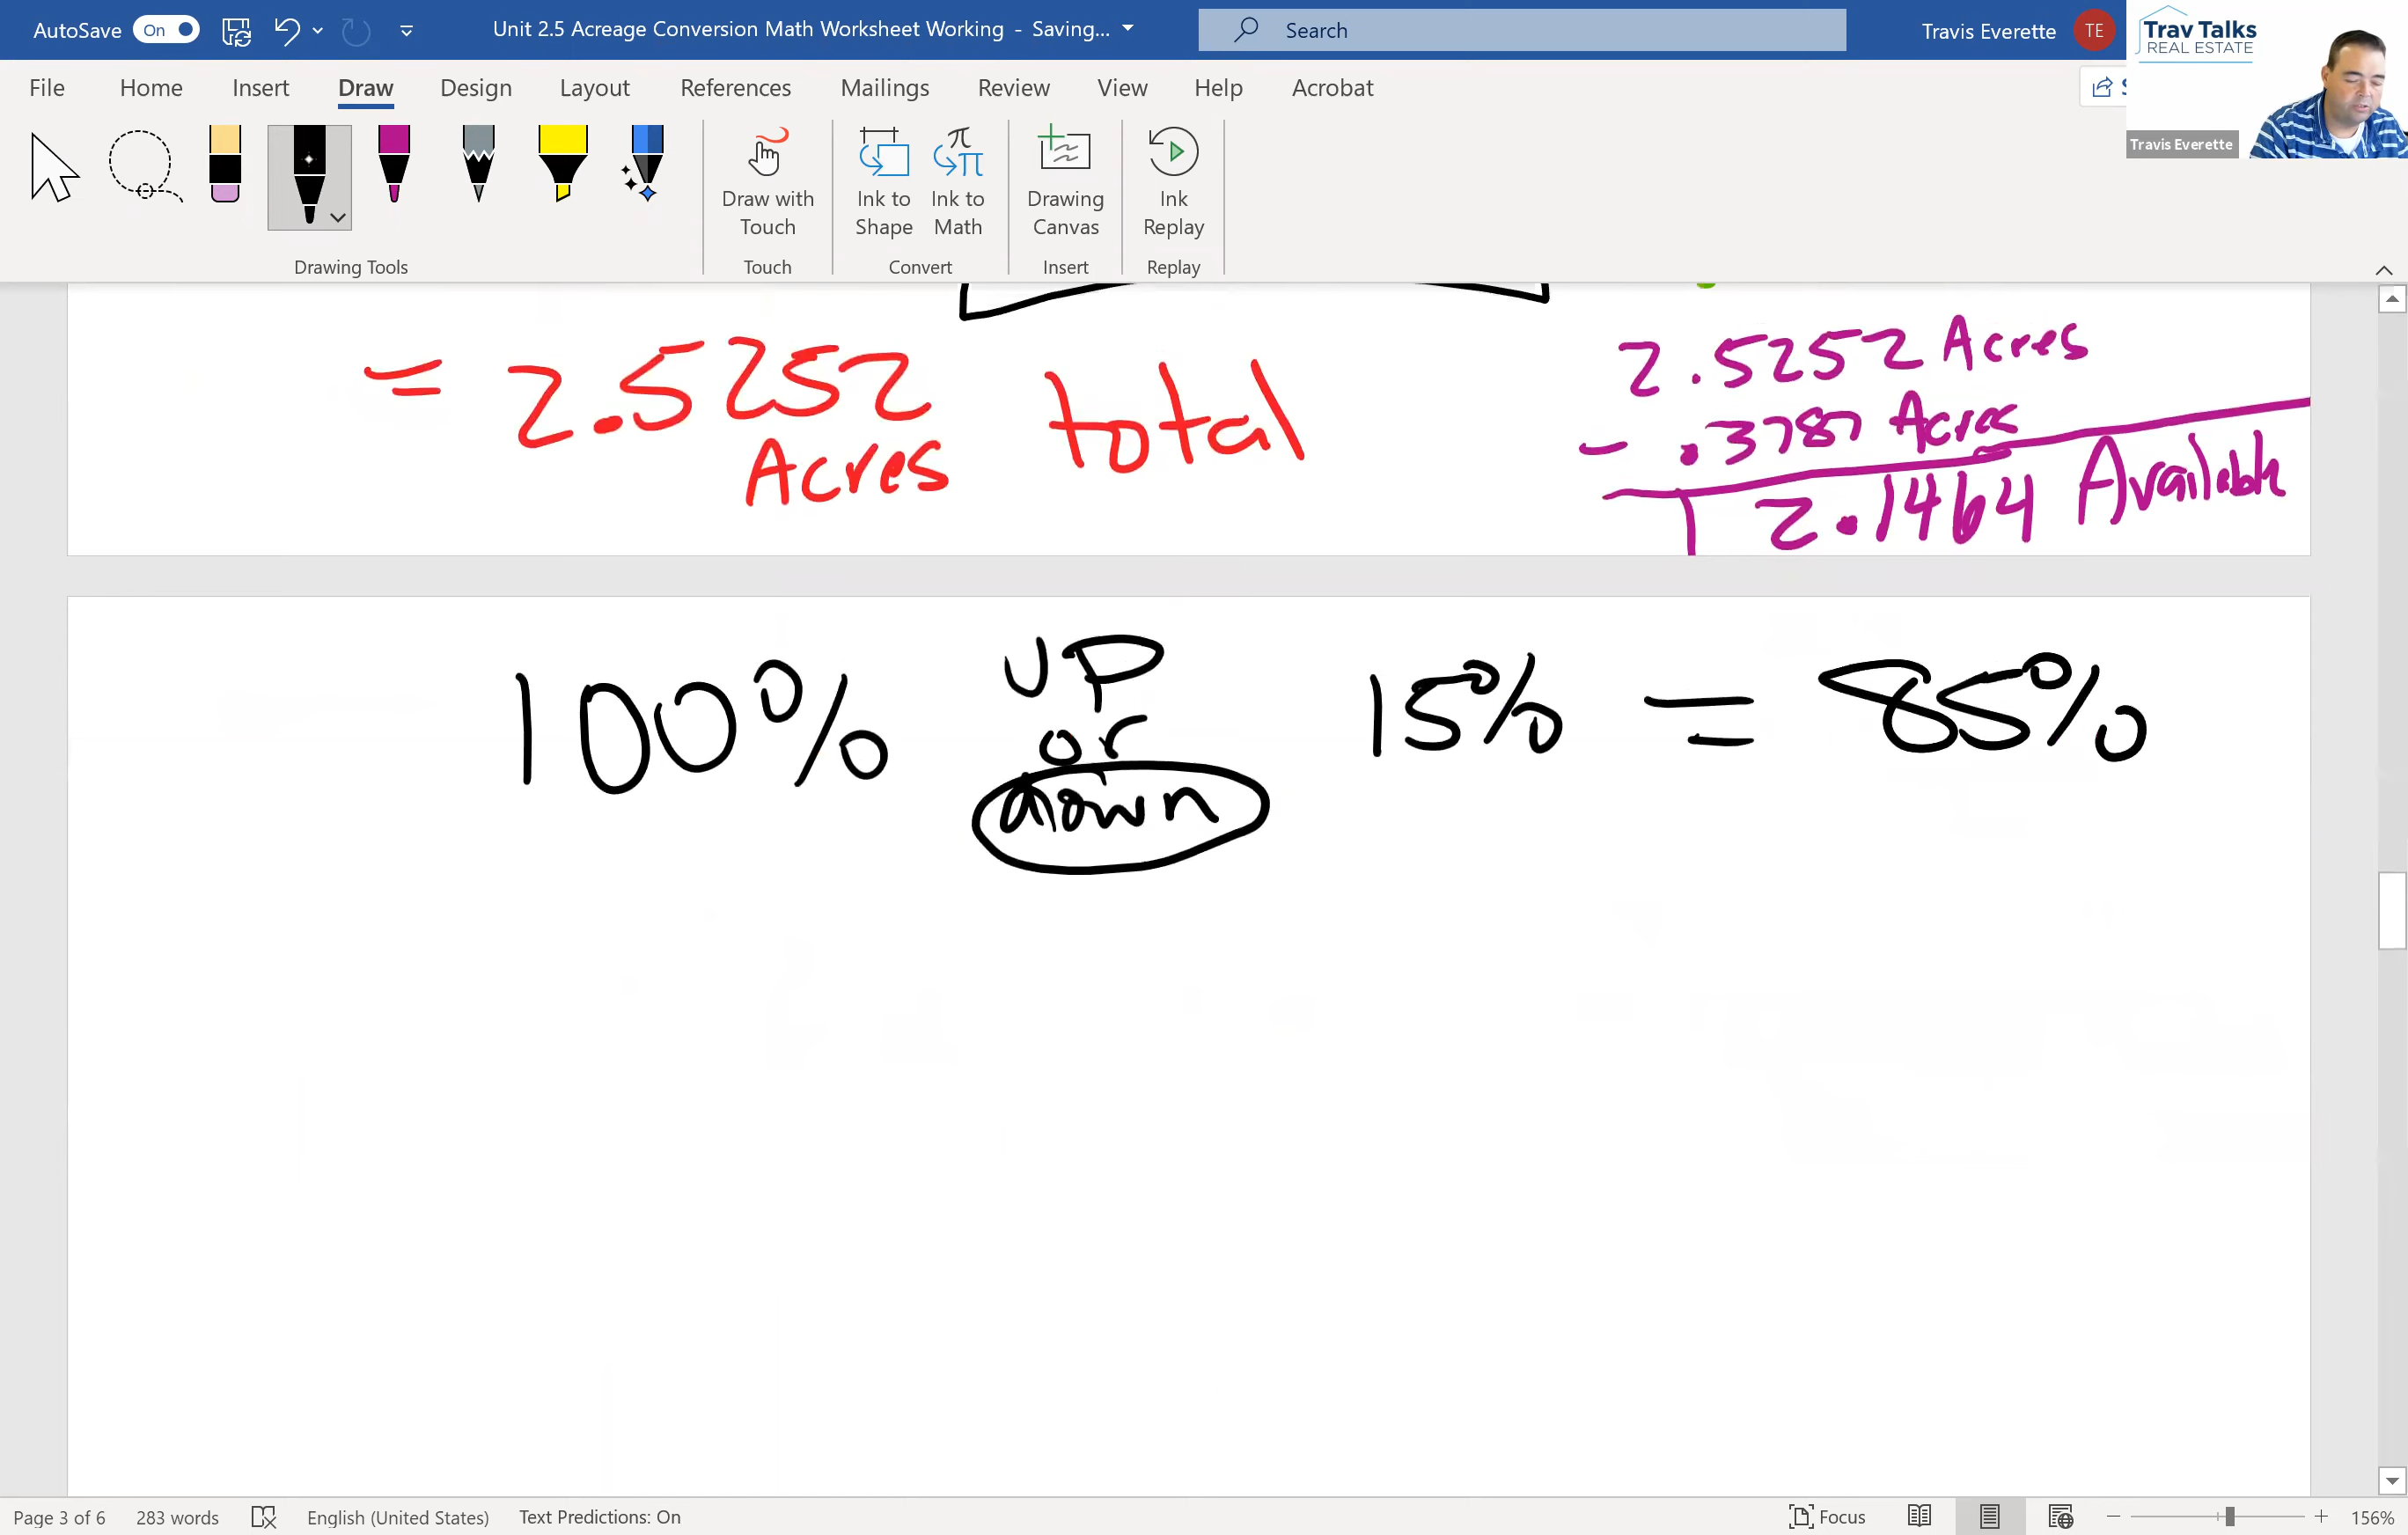 AutoSave On Unit 2.5 Acreage Conversion Math Worksheet Working - Saving... Search Travis Everette TE
Trav Talks
REAL ESTATE
Travis Everette
File Home Insert Draw Design Layout References Mailings Review View Help Acrobat
Draw with Touch
Ink to Shape
Ink to Math
Drawing Canvas
Ink Replay
Drawing Tools Touch Convert Insert Replay
= 2.5252 total
Acres
2.5252 Acres
- .3787 Acres
2.1464 Available
100% UP or down 15% = 85%
Page 3 of 6 283 words English (United States) Text Predictions: On Focus 156%